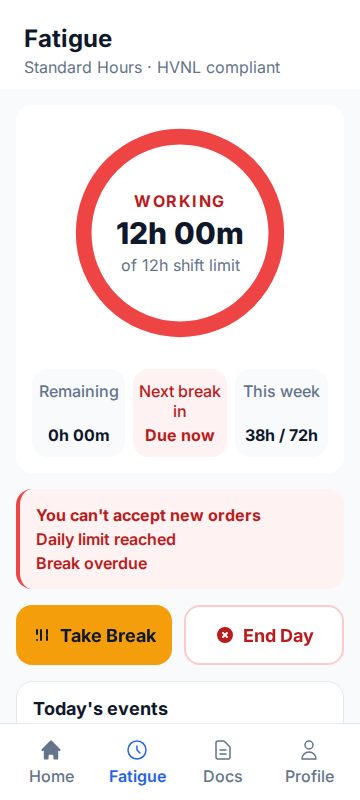 Fatigue
Standard Hours · HVNL compliant
WORKING
12h 00m
of 12h shift limit
Remaining
0h 00m
Next break
in
Due now
This week
38h / 72h
You can't accept new orders
Daily limit reached
Break overdue
Take Break
End Day
Today's events
Home
Fatigue
Docs
Profile